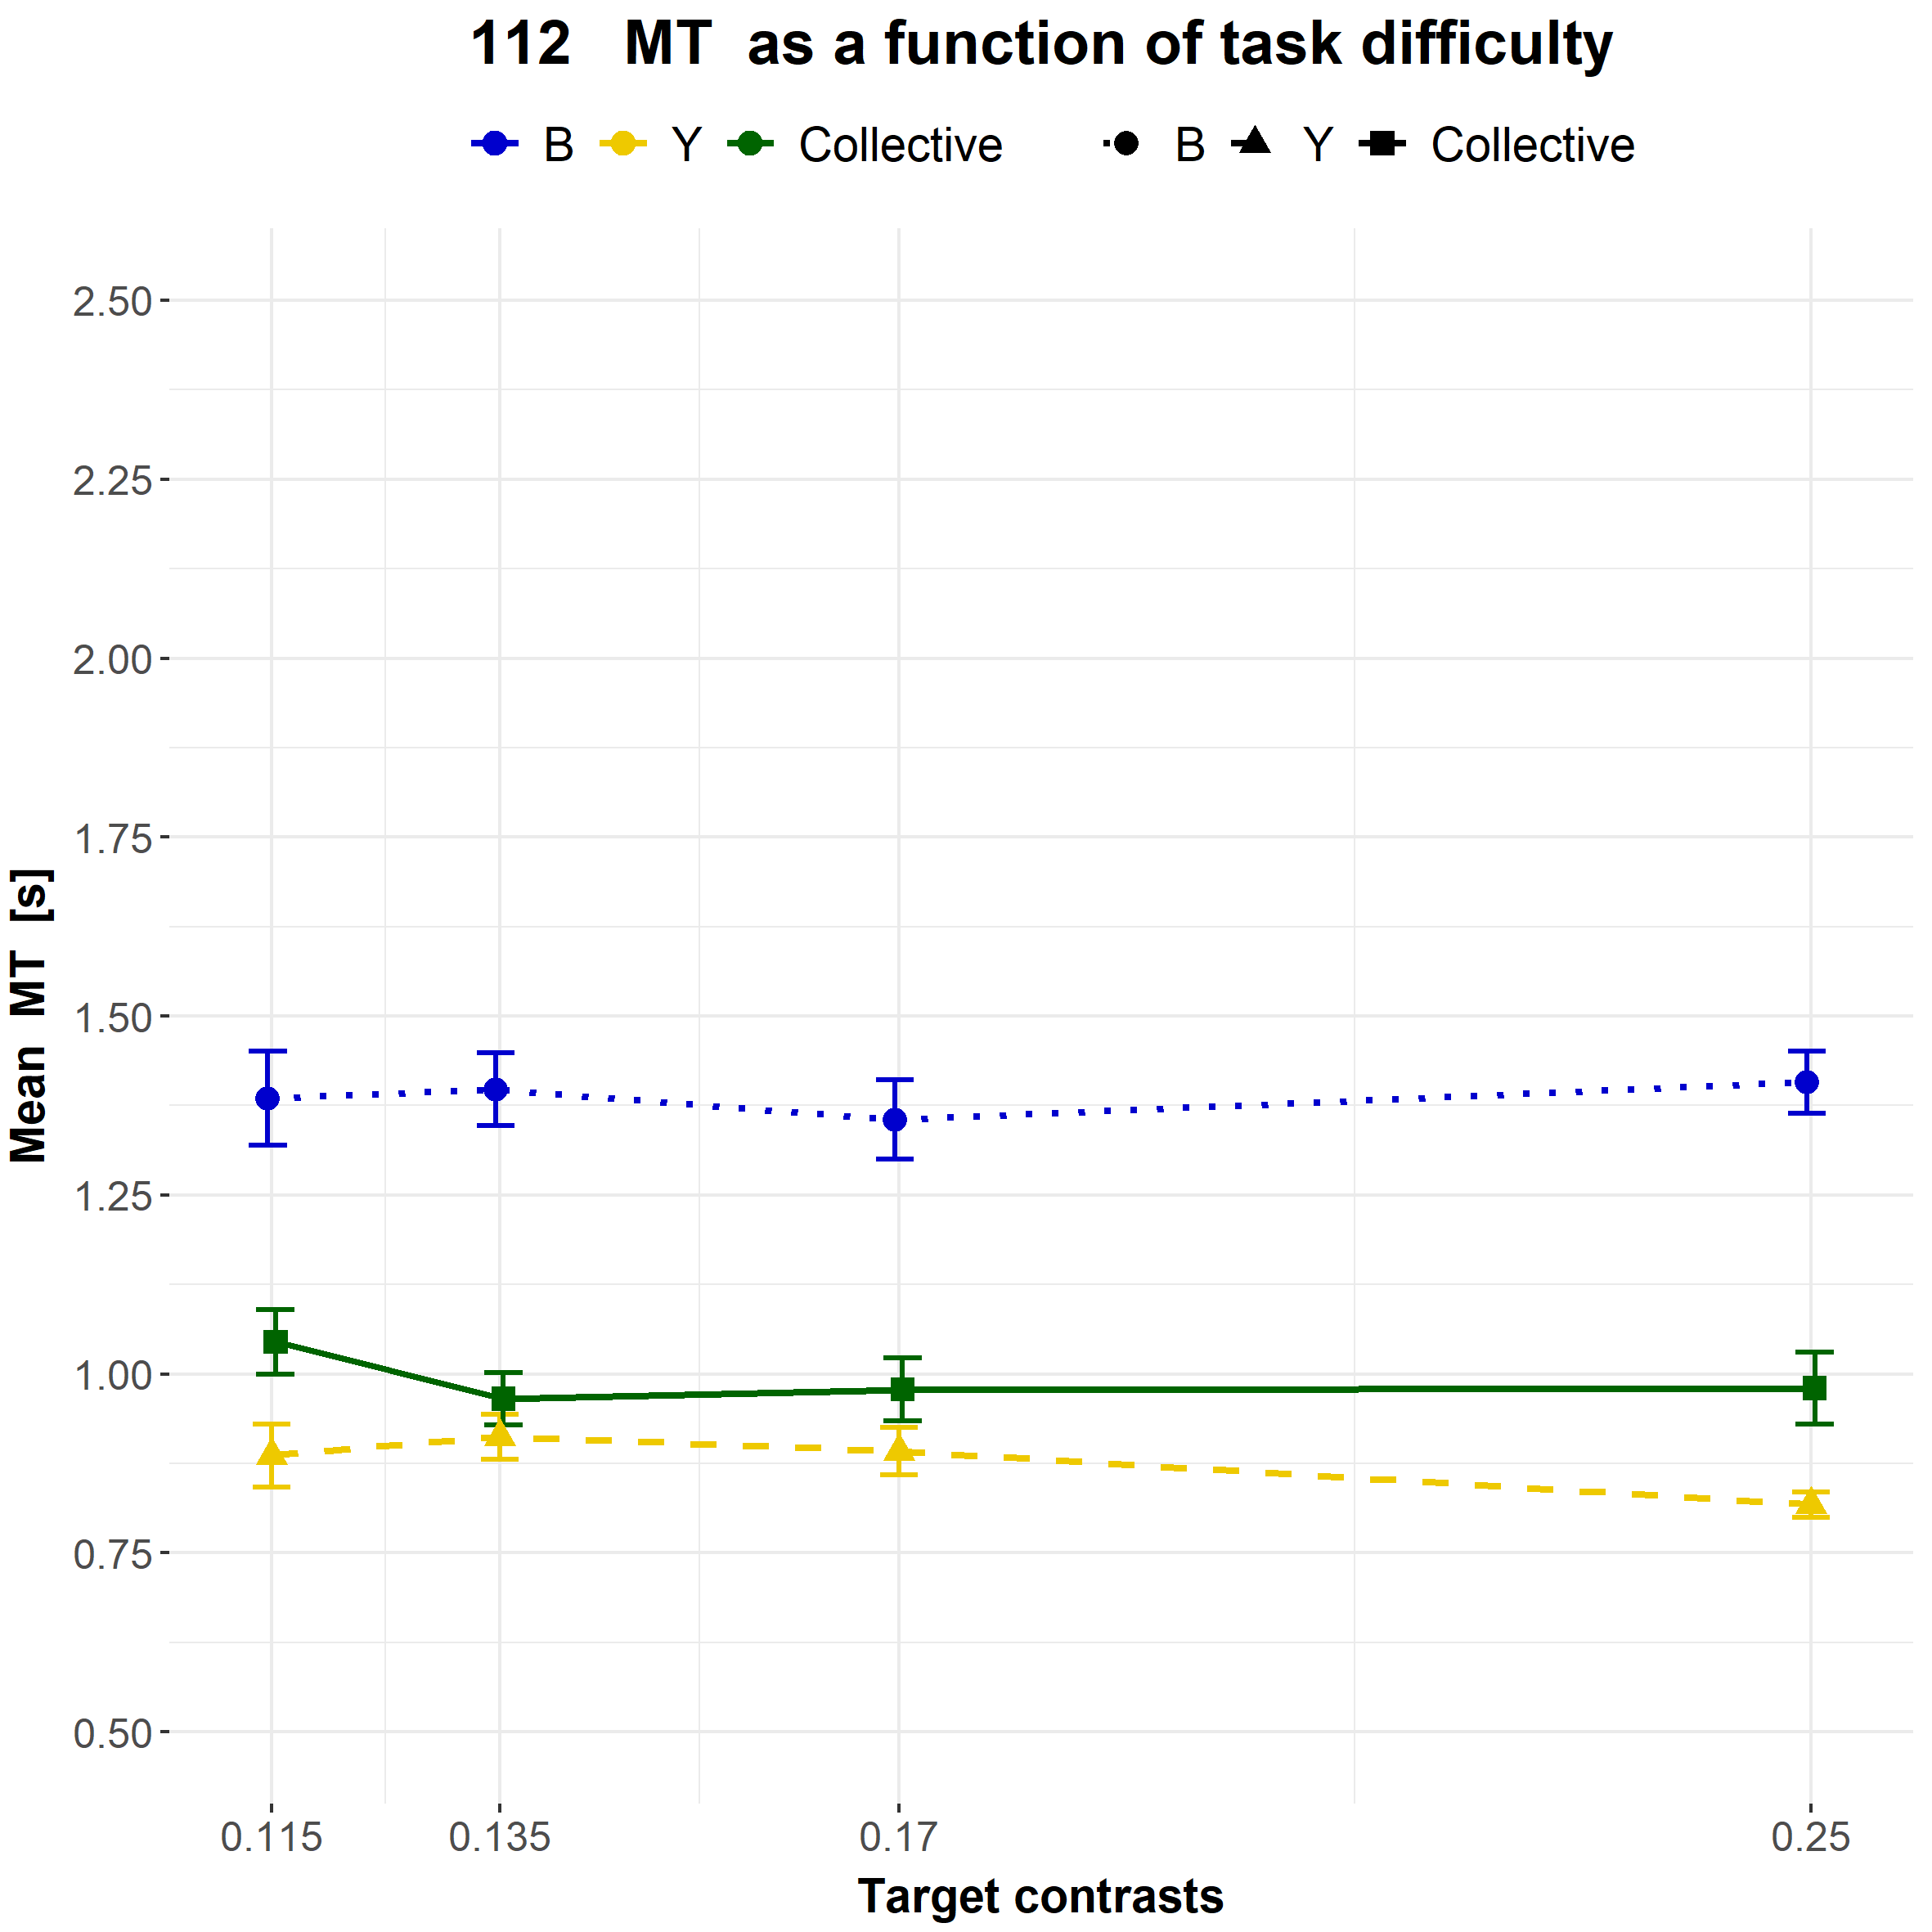 112 MT as a function of task difficulty
B Y Collective B Y Collective
2.50
2.25
2.00
1.75
1.50
1.25
1.00
0.75
0.50
Mean MT [s]
0.115 0.135 0.17 0.25
Target contrasts